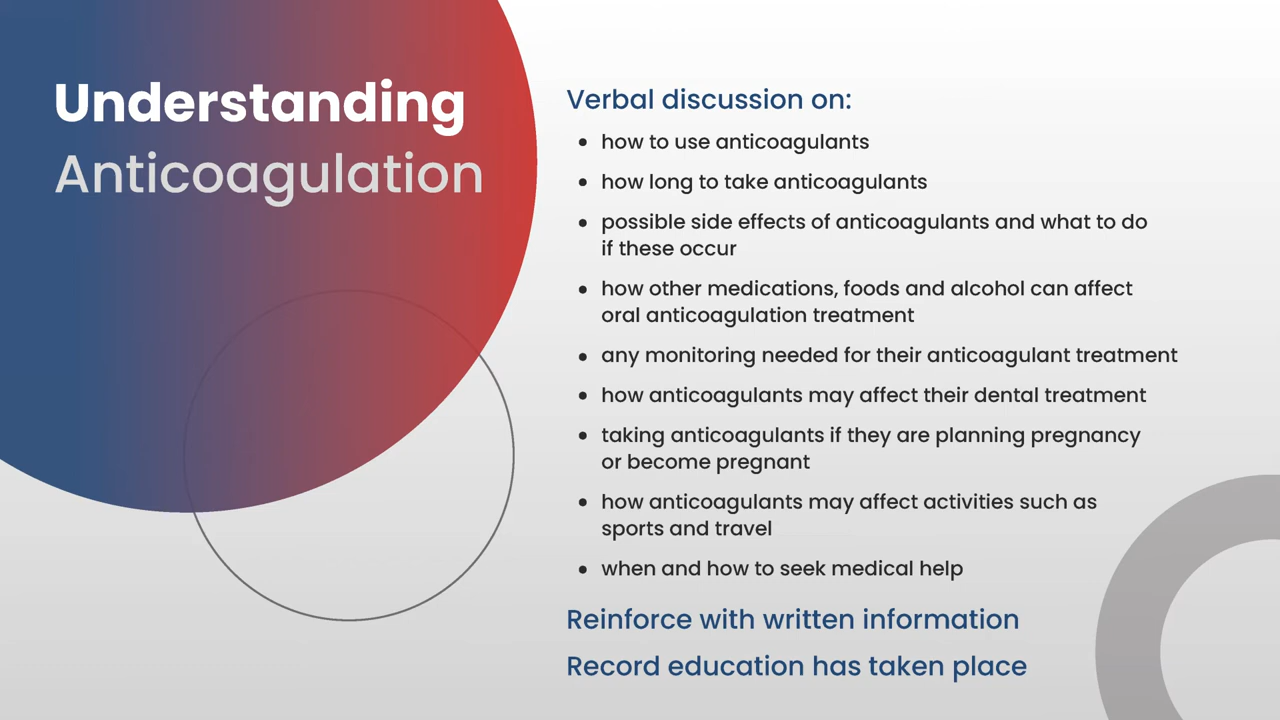 Understanding
Anticoagulation
Verbal discussion on:
• how to use anticoagulants
• how long to take anticoagulants
• possible side effects of anticoagulants and what to do
if these occur
• how other medications, foods and alcohol can affect
oral anticoagulation treatment
• any monitoring needed for their anticoagulant treatment
• how anticoagulants may affect their dental treatment
• taking anticoagulants if they are planning pregnancy
or become pregnant
• how anticoagulants may affect activities such as
sports and travel
• when and how to seek medical help
Reinforce with written information
Record education has taken place